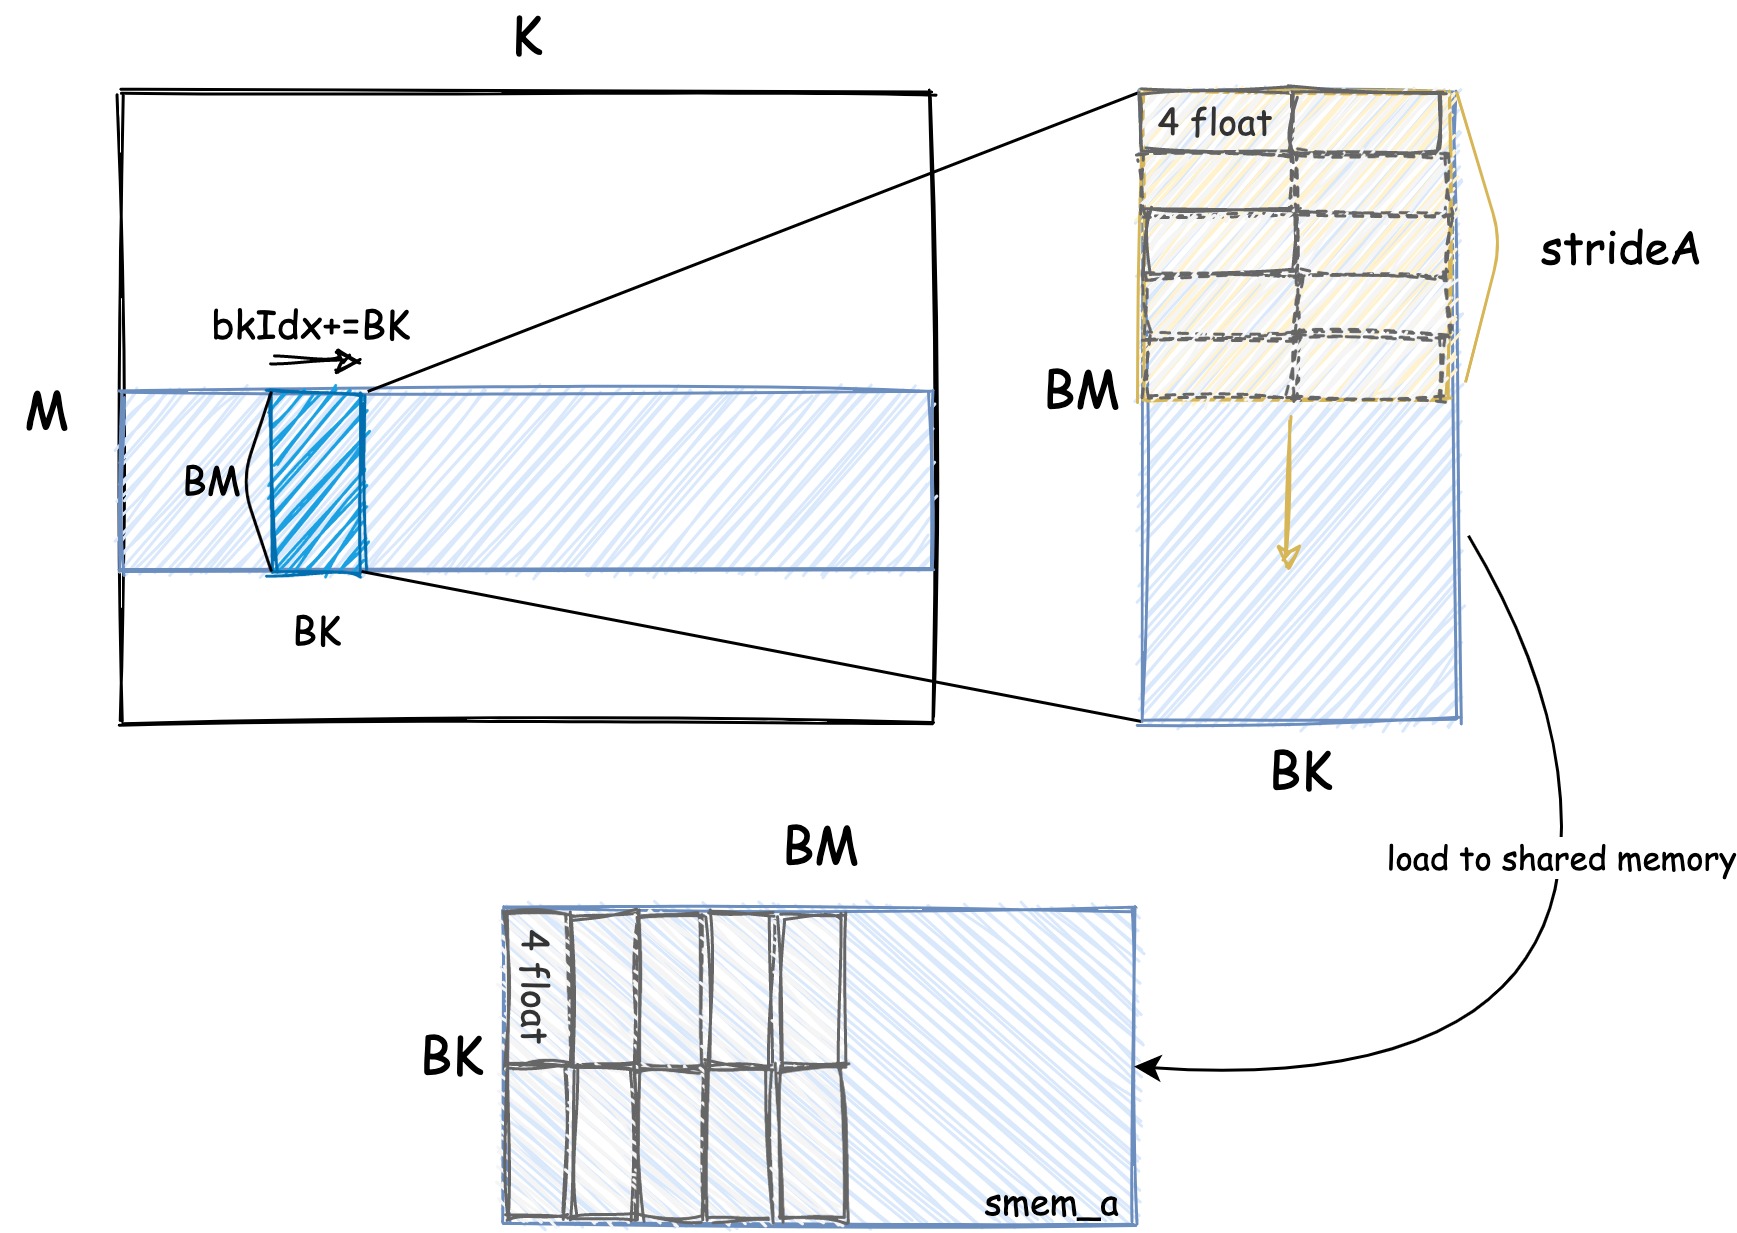 K
4 float
strideA
bkIdx+=BK
BM
M
BM
BK
BK
BM
load to shared memory
4 float
BK
smem_a